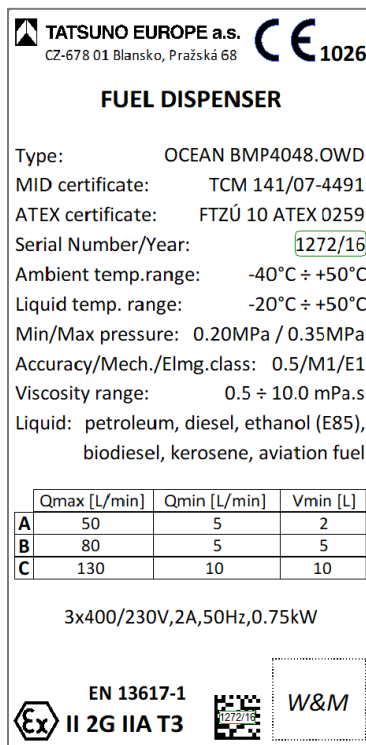 TATSUNO EUROPE a.s.
CZ-678 01 Blansko, Pražská 68
CE 1026
FUEL DISPENSER
Type: OCEAN BMP4048.OWD
MID certificate: TCM 141/07-4491
ATEX certificate: FTZÚ 10 ATEX 0259
Serial Number/Year: 1272/16
Ambient temp.range: -40°C ÷ +50°C
Liquid temp. range: -20°C ÷ +50°C
Min/Max pressure: 0.20MPa / 0.35MPa
Accuracy/Mech./Elmg.class: 0.5/M1/E1
Viscosity range: 0.5 ÷ 10.0 mPa.s
Liquid: petroleum, diesel, ethanol (E85),
biodiesel, kerosene, aviation fuel
Qmax [L/min] Qmin [L/min] Vmin [L]
A 50 5 2
B 80 5 5
C 130 10 10
3x400/230V,2A,50Hz,0.75kW
EN 13617-1
Ex II 2G IIA T3
1272/16
W&M